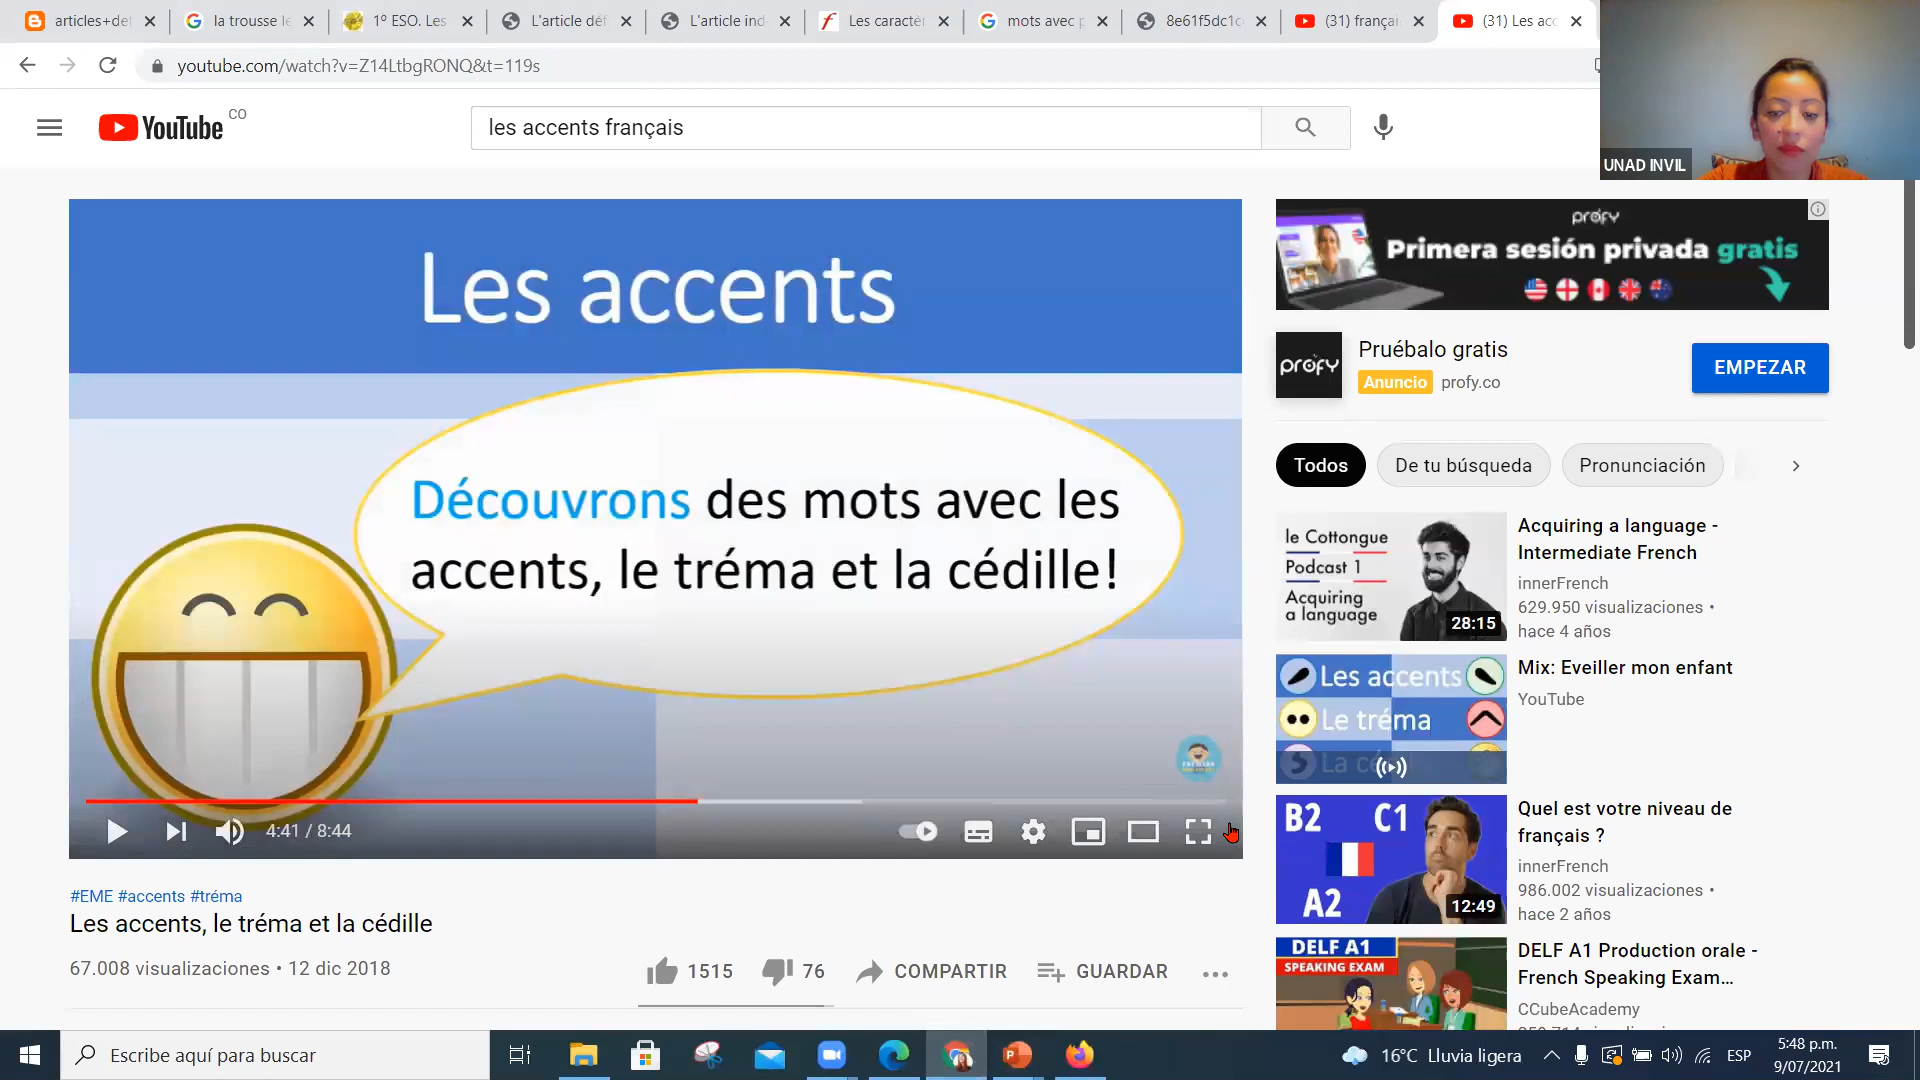 articles+de
la trousse le
1º ESO. Les
L'article déf
L'article ind
Les caractèr
mots avec p
8e61f5dc1c
(31) françai
(31) Les acc
youtube.com/watch?v=Z14LtbgRONQ&t=119s
YouTube CO
les accents français
UNAD INVIL
Les accents
Découvrons des mots avec les
accents, le tréma et la cédille!
4:41 / 8:44
#EME #accents #tréma
Les accents, le tréma et la cédille
67.008 visualizaciones • 12 dic 2018
1515
76
COMPARTIR
GUARDAR
profy
Primera sesión privada gratis
profy
Pruébalo gratis
Anuncio profy.co
EMPEZAR
Todos
De tu búsqueda
Pronunciación
le Cottongue
Podcast 1
Acquiring
a language
28:15
Acquiring a language -
Intermediate French
innerFrench
629.950 visualizaciones •
hace 4 años
Les accents
Le tréma
La cé
Mix: Eveiller mon enfant
YouTube
B2 C1
A2
12:49
Quel est votre niveau de
français ?
innerFrench
986.002 visualizaciones •
hace 2 años
DELF A1
SPEAKING EXAM
DELF A1 Production orale -
French Speaking Exam...
CCubeAcademy
Escribe aquí para buscar
16°C Lluvia ligera
ESP
5:48 p.m.
9/07/2021